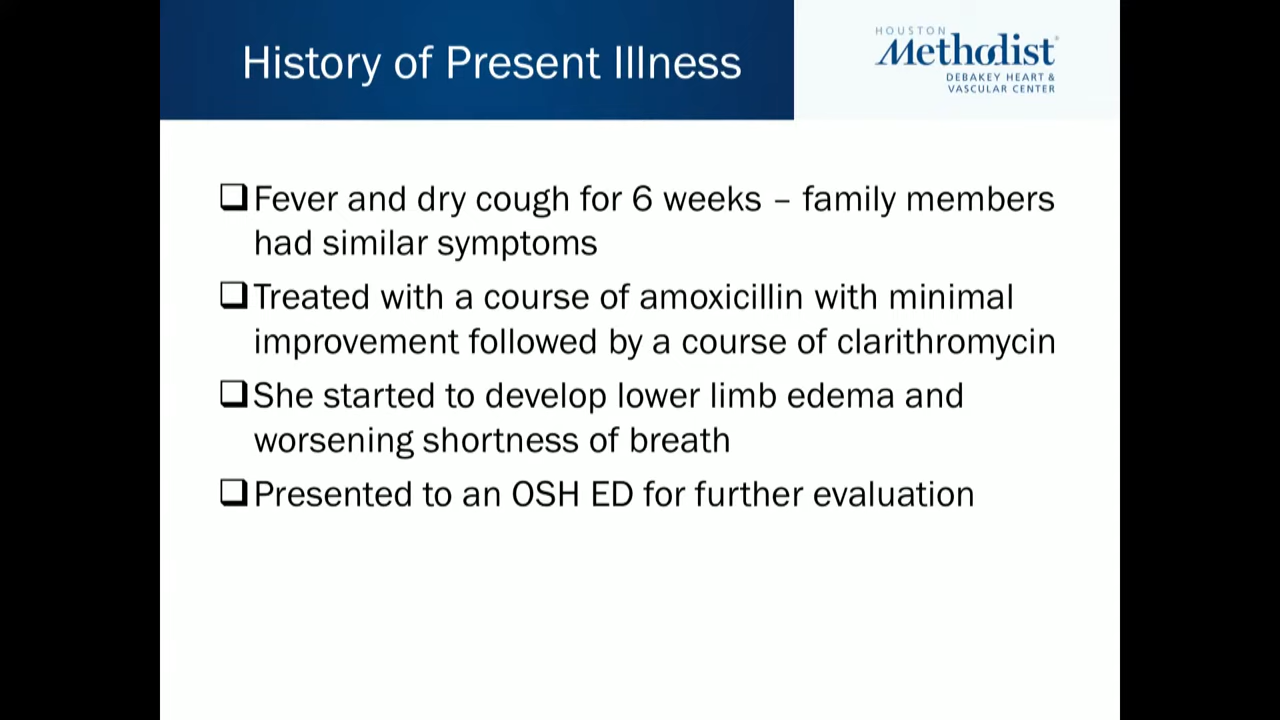 History of Present Illness
HOUSTON
Methodist
DEBAKEY HEART &
VASCULAR CENTER
❑Fever and dry cough for 6 weeks – family members
had similar symptoms
❑Treated with a course of amoxicillin with minimal
improvement followed by a course of clarithromycin
❑She started to develop lower limb edema and
worsening shortness of breath
❑Presented to an OSH ED for further evaluation